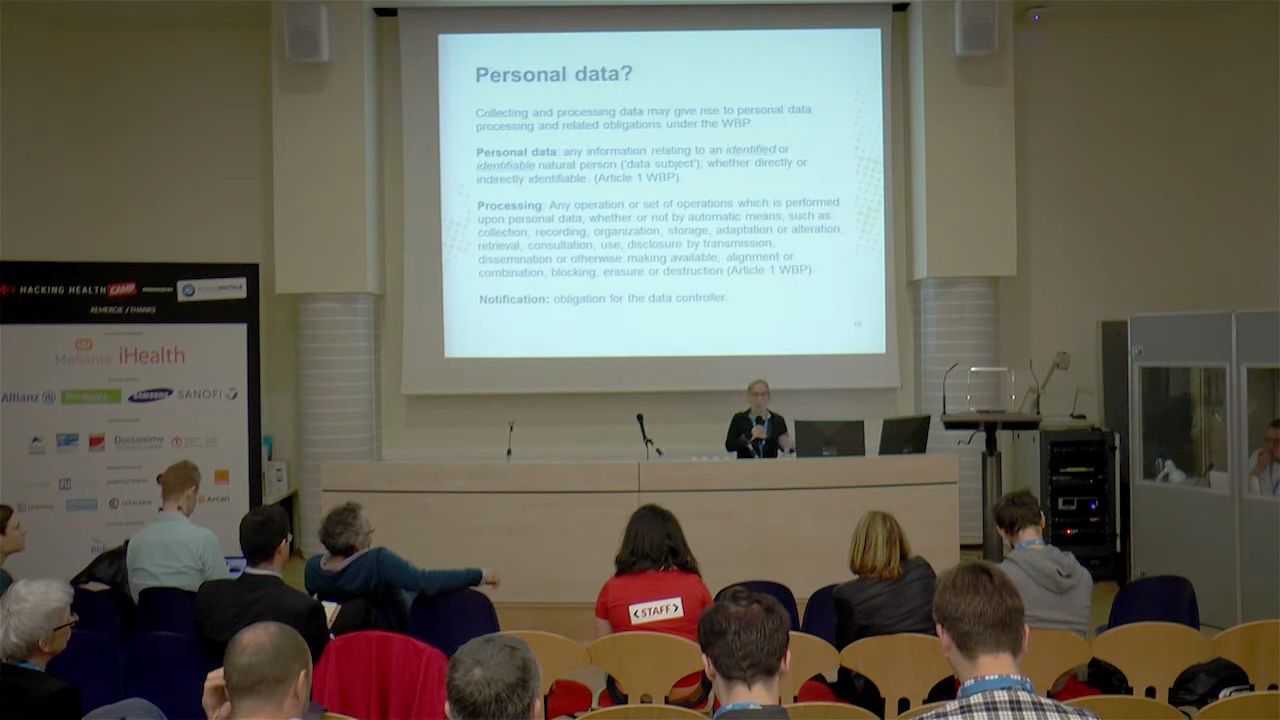 Personal data?
Collecting and processing data may give rise to personal data
processing and related obligations under the WBP
Personal data: any information relating to an identified or
identifiable natural person ('data subject'); whether directly or
indirectly identifiable. (Article 1 WBP).
Processing: Any operation or set of operations which is performed
upon personal data, whether or not by automatic means, such as
collection, recording, organization, storage, adaptation or alteration,
retrieval, consultation, use, disclosure by transmission,
dissemination or otherwise making available, alignment or
combination, blocking, erasure or destruction (Article 1 WBP).
Notification: obligation for the data controller.
HACKING HEALTH CAMP
REMERCIE / THANKS
MaSanté iHealth
Allianz
SAMSUNG
SANOFI
Doctissimo
Arcan
<STAFF>